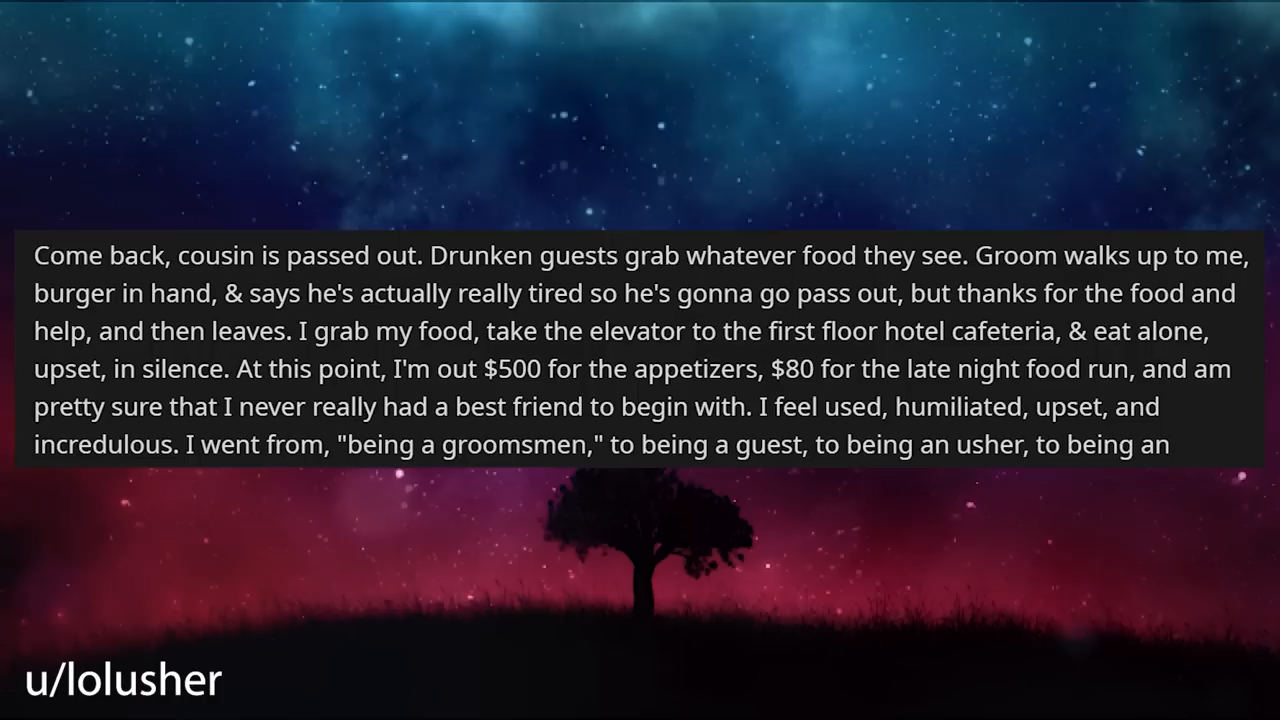 Come back, cousin is passed out. Drunken guests grab whatever food they see. Groom walks up to me,
burger in hand, & says he's actually really tired so he's gonna go pass out, but thanks for the food and
help, and then leaves. I grab my food, take the elevator to the first floor hotel cafeteria, & eat alone,
upset, in silence. At this point, I'm out $500 for the appetizers, $80 for the late night food run, and am
pretty sure that I never really had a best friend to begin with. I feel used, humiliated, upset, and
incredulous. I went from, "being a groomsmen," to being a guest, to being an usher, to being an
u/lolusher